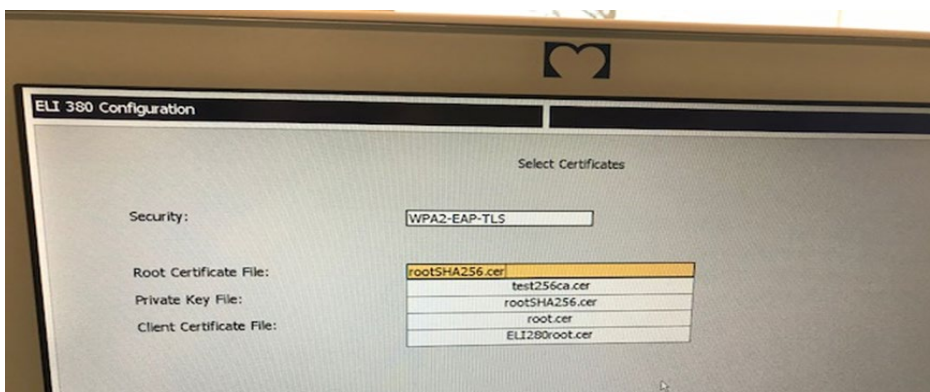 ELI 380 Configuration
Select Certificates
Security: WPA2-EAP-TLS
Root Certificate File: rootSHA256.cer
test256ca.cer
Private Key File: rootSHA256.cer
root.cer
Client Certificate File: ELI280root.cer